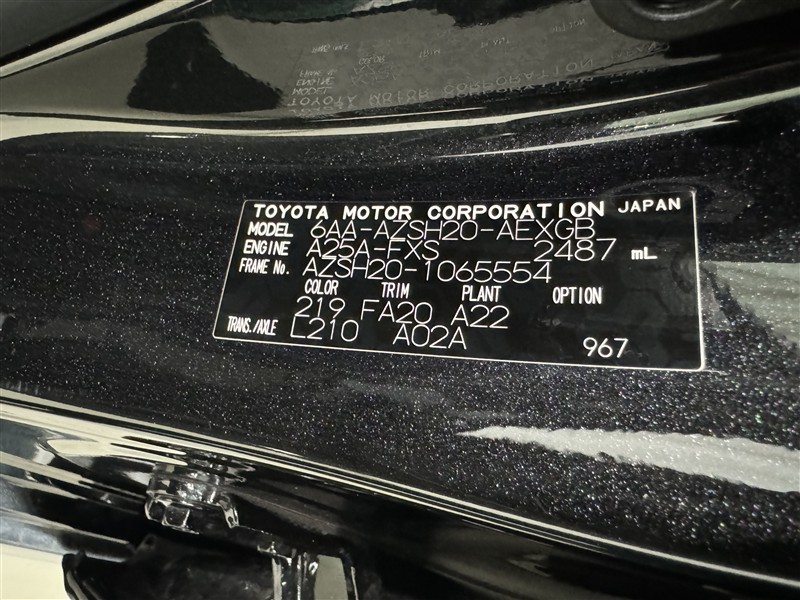 TOYOTA MOTOR CORPORATION JAPAN
MODEL 6AA-AZSH20-AEXGB
ENGINE A25A-FXS 2487 mL
FRAME No. AZSH20-1065554
COLOR TRIM PLANT OPTION
219 FA20 A22
TRANS./AXLE L210 A02A
967